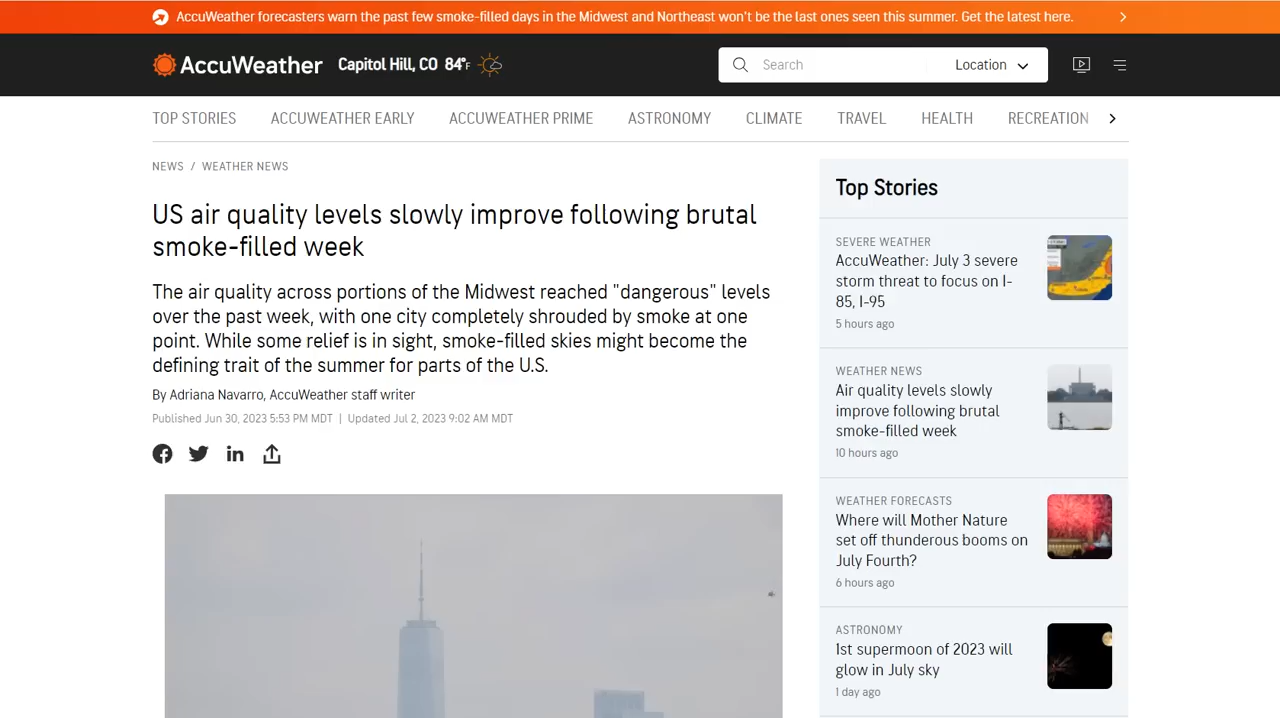 AccuWeather forecasters warn the past few smoke-filled days in the Midwest and Northeast won't be the last ones seen this summer. Get the latest here.
AccuWeather Capitol Hill, CO 84°F Search Location
TOP STORIES ACCUWEATHER EARLY ACCUWEATHER PRIME ASTRONOMY CLIMATE TRAVEL HEALTH RECREATION
NEWS / WEATHER NEWS
US air quality levels slowly improve following brutal
smoke-filled week
The air quality across portions of the Midwest reached "dangerous" levels
over the past week, with one city completely shrouded by smoke at one
point. While some relief is in sight, smoke-filled skies might become the
defining trait of the summer for parts of the U.S.
By Adriana Navarro, AccuWeather staff writer
Published Jun 30, 2023 5:53 PM MDT | Updated Jul 2, 2023 9:02 AM MDT
Top Stories
SEVERE WEATHER
AccuWeather: July 3 severe
storm threat to focus on I-
85, I-95
5 hours ago
WEATHER NEWS
Air quality levels slowly
improve following brutal
smoke-filled week
10 hours ago
WEATHER FORECASTS
Where will Mother Nature
set off thunderous booms on
July Fourth?
6 hours ago
ASTRONOMY
1st supermoon of 2023 will
glow in July sky
1 day ago